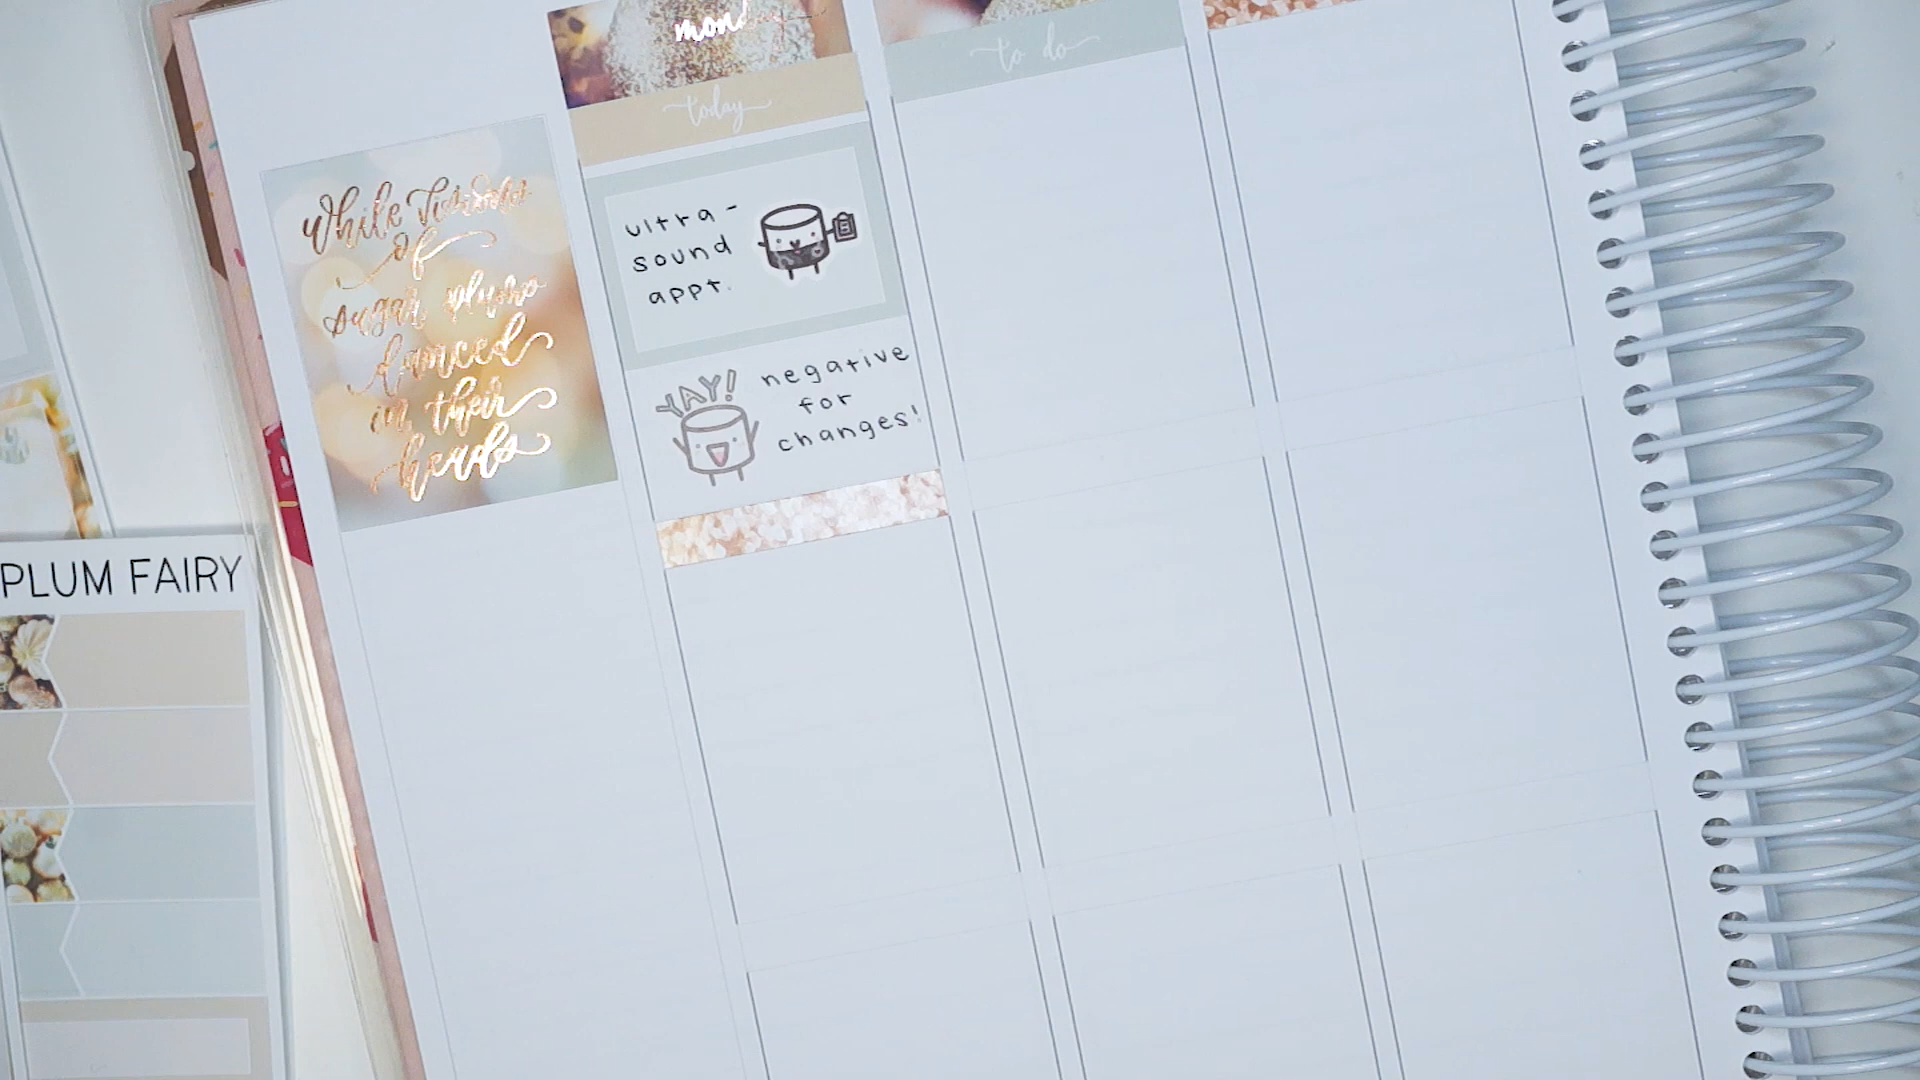 today
to do
While Visions
of
sugar plums
danced
in their
heads
ultra-
sound
appt.
YAY!
negative
for
changes!
PLUM FAIRY